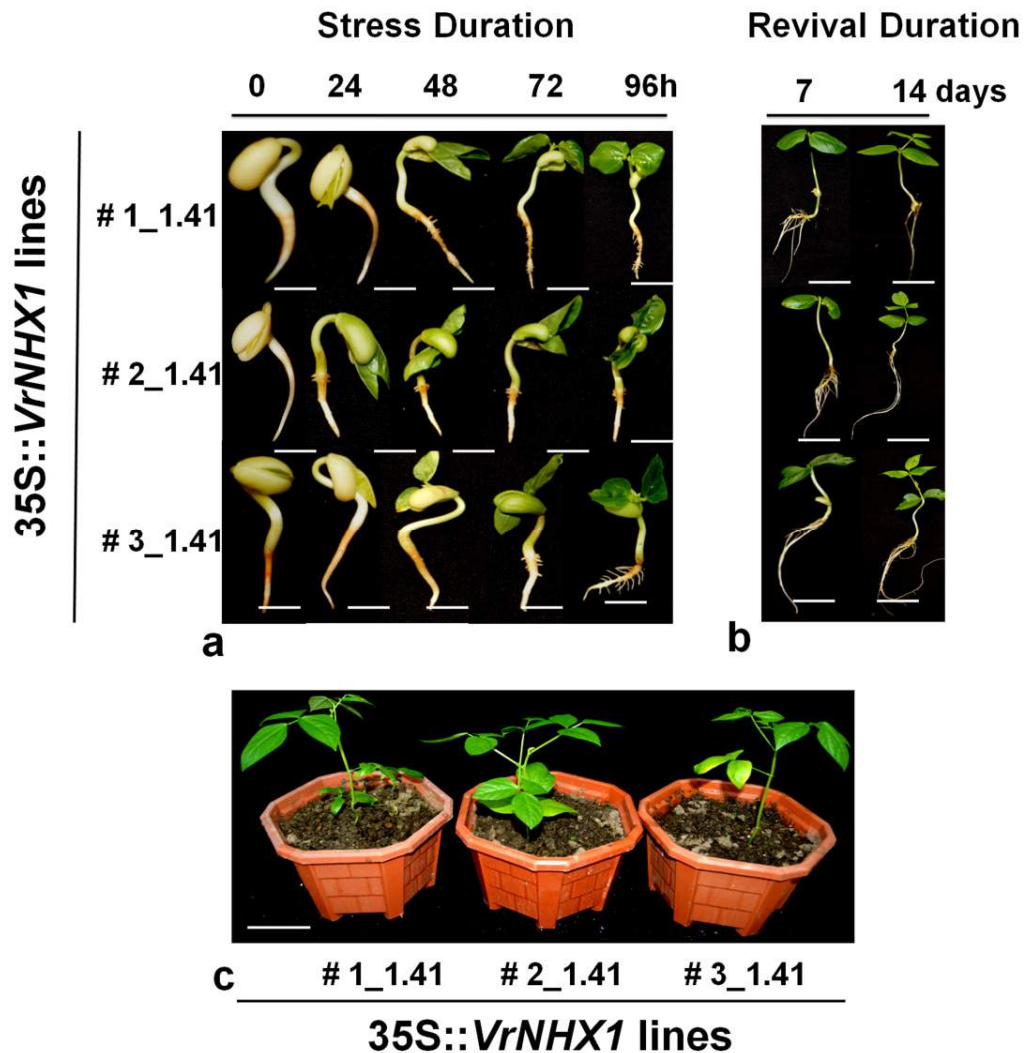 Stress Duration
Revival Duration
0 24 48 72 96h
7 14 days
35S::VrNHX1 lines
# 1_1.41
# 2_1.41
# 3_1.41
a
b
c
# 1_1.41 # 2_1.41 # 3_1.41
35S::VrNHX1 lines